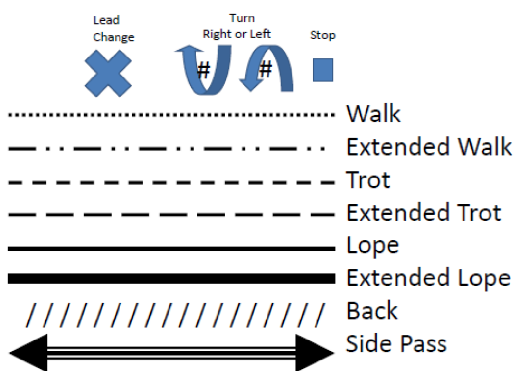 Lead
Change
Turn
Right or Left
Stop
# #
Walk
Extended Walk
Trot
Extended Trot
Lope
Extended Lope
Back
Side Pass